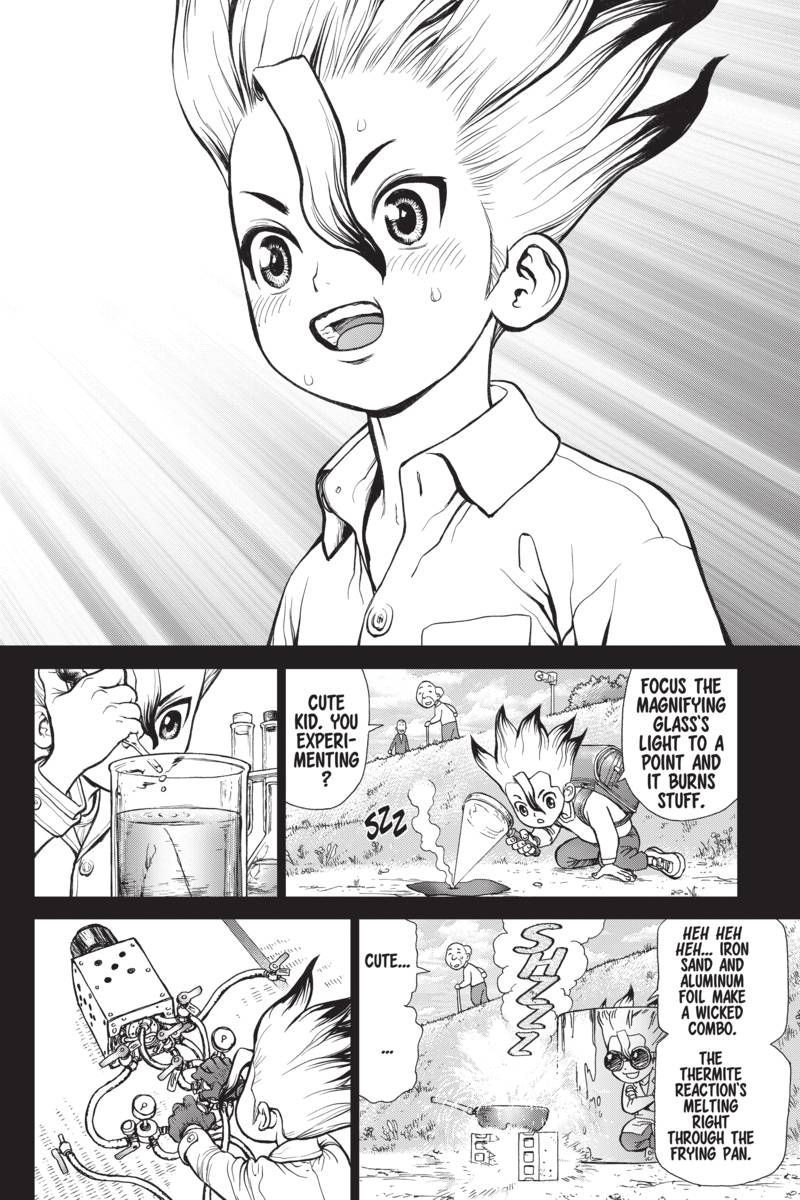 FOCUS THE
MAGNIFYING
GLASS'S
LIGHT TO A
POINT AND
IT BURNS
STUFF.
CUTE
KID. YOU
EXPERI-
MENTING
?
SZZ
HEH HEH
HEH... IRON
SAND AND
ALUMINUM
FOIL MAKE
A WICKED
COMBO.
THE
THERMITE
REACTION'S
MELTING
RIGHT
THROUGH THE
FRYING PAN.
SHZZZ
CUTE...
...
P